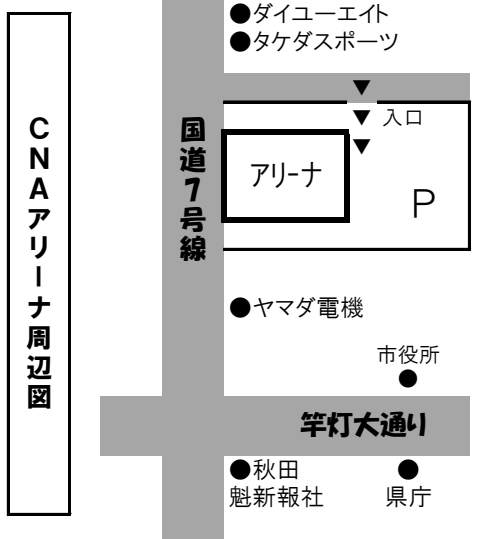 CNAアリーナ周辺図
国道7号線
●ダイユーエイト
●タケダスポーツ
▼
▼ 入口
▼
アリーナ
P
●ヤマダ電機
市役所
●
竿灯大通り
●秋田
魁新報社
●
県庁